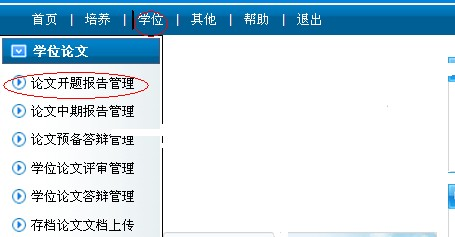 首页 | 培养 | 学位 | 其他 | 帮助 | 退出
学位论文
论文开题报告管理
论文中期报告管理
论文预备答辩管理
学位论文评审管理
学位论文答辩管理
存档论文文档上传